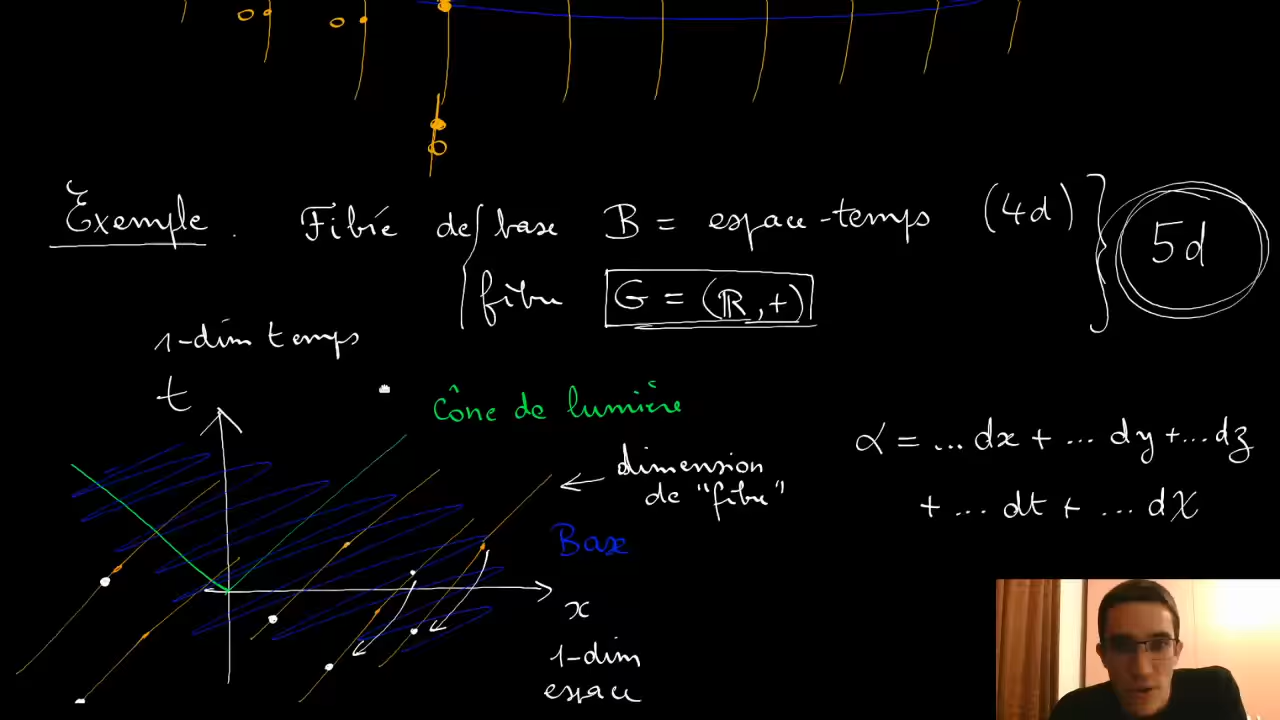 Exemple. Fibré de base B = espace-temps (4d)
fibre G = (ℝ, +)
5d
1-dim temps
t
cône de lumière
dimension
de "fibre"
Base
x
1-dim
espace
α = ... dx + ... dy + ... dz
+ ... dt + ... dX